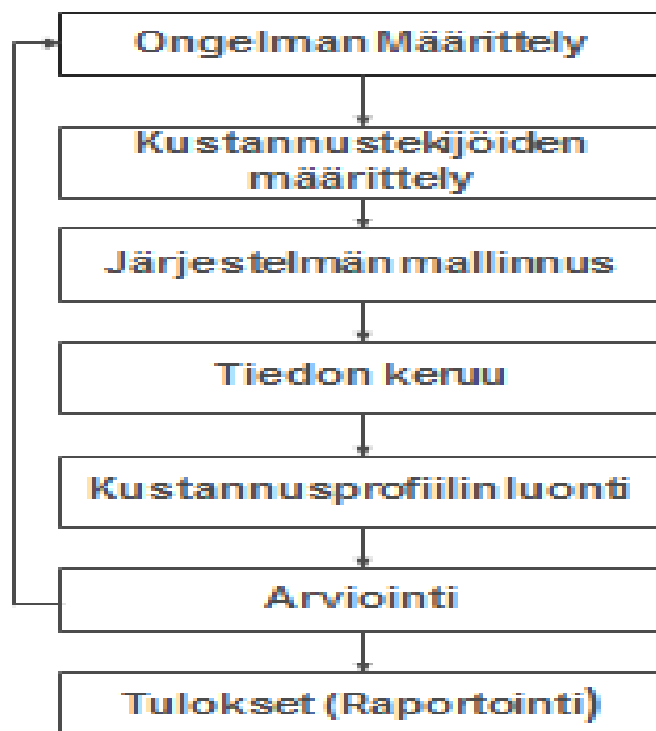 Ongelman Määrittely
Kustannustekijöiden
määrittely
Järjestelmän mallinnus
Tiedon keruu
Kustannusprofiilin luonti
Arviointi
Tulokset (Raportointi)